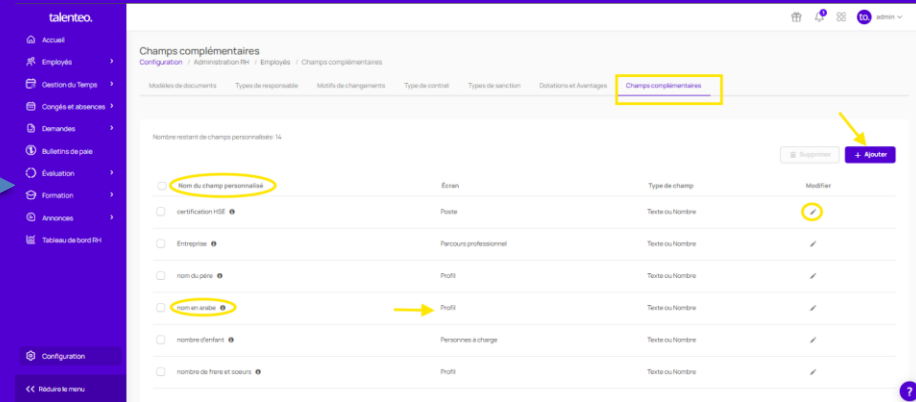 talenteo.
1
to.
admin
Accueil
Employés
Gestion du Temps
Congés et absences
Demandes
Bulletins de paie
Évaluation
Formation
Annonces
Tableau de bord RH
Configuration
Réduire le menu
Champs complémentaires
Configuration / Administration RH / Employés / Champs complémentaires
Modèles de documents Types de responsable Motifs de changements Type de contrat Types de sanction Dotations et Avantages Champs complémentaires
Nombre restant de champs personnalisés: 14
Supprimer + Ajouter
Nom du champ personnalisé Écran Type de champ Modifier
certification HSE Poste Texte ou Nombre
Entreprise Parcours professionnel Texte ou Nombre
nom du père Profil Texte ou Nombre
nom en arabe Profil Texte ou Nombre
nombre d'enfant Personnes a charge Texte ou Nombre
nombre de frere et soeurs Profil Texte ou Nombre
?